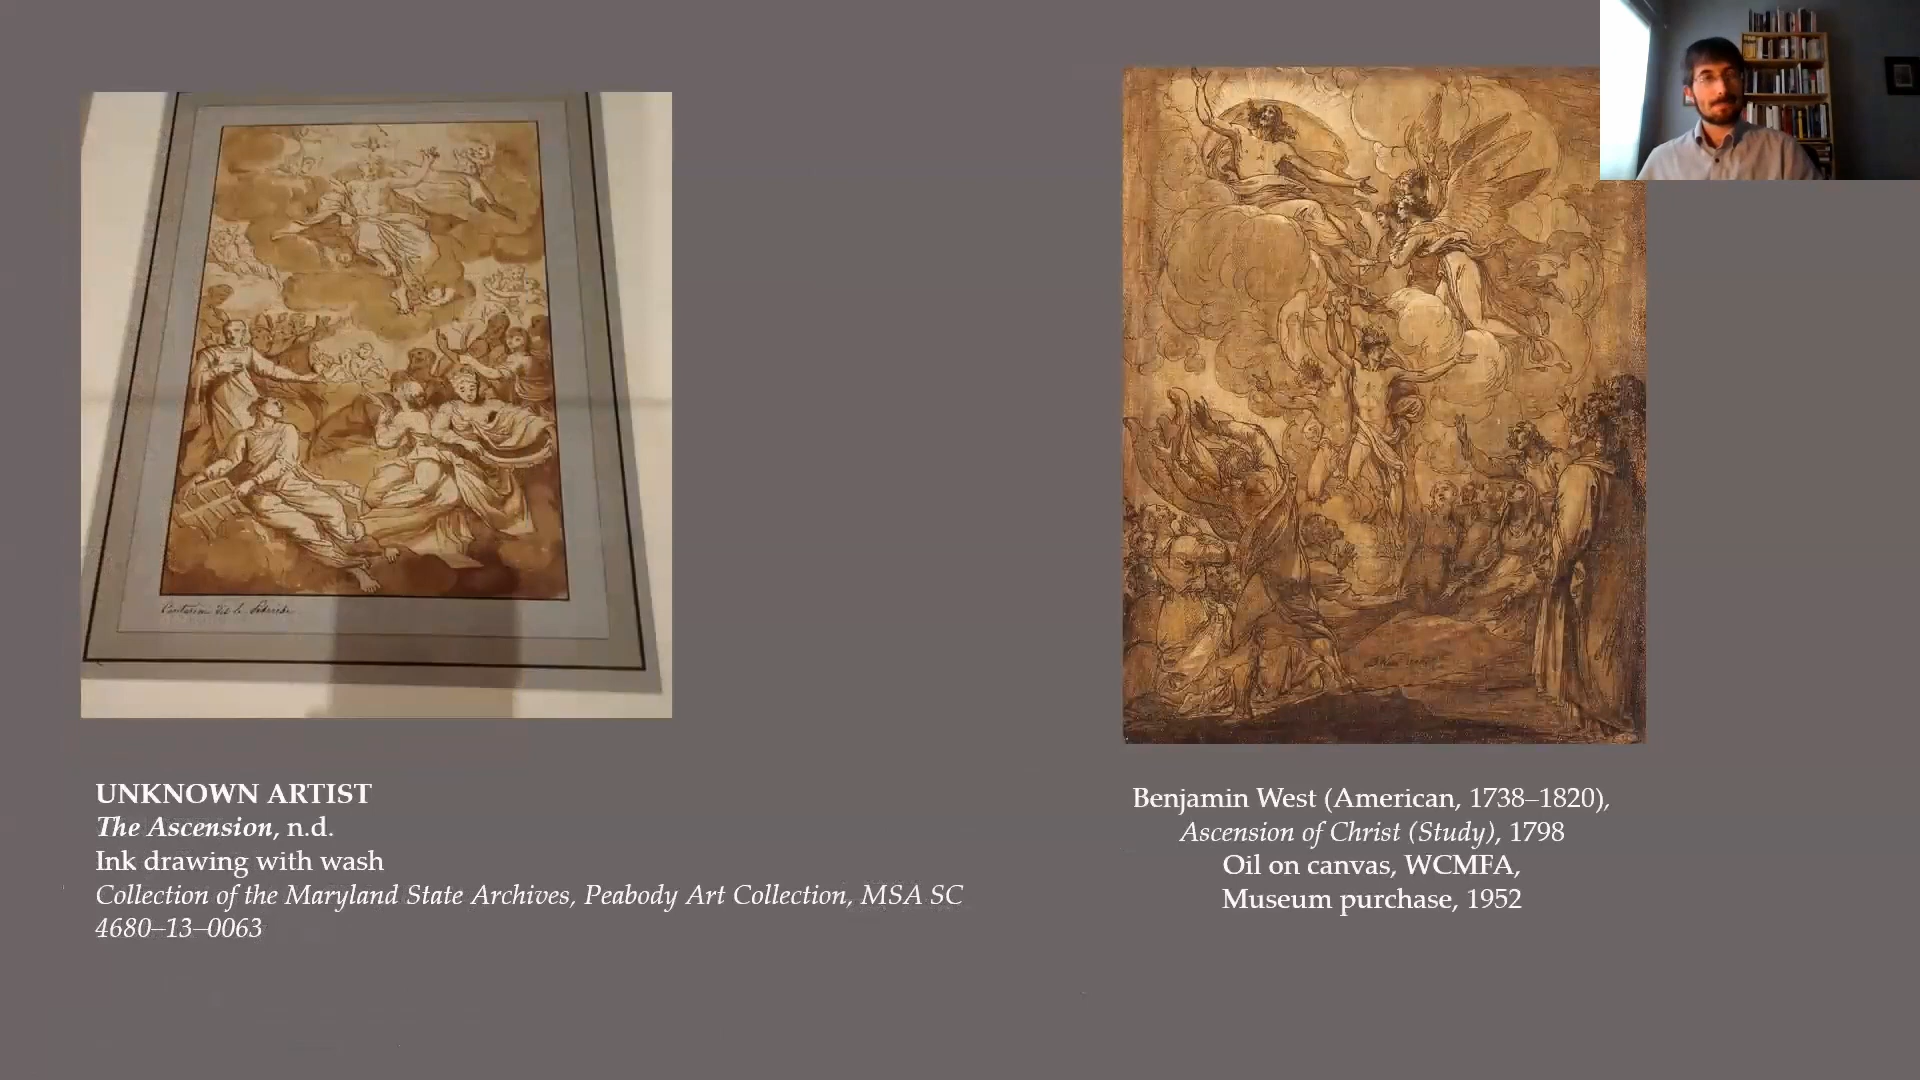 UNKNOWN ARTIST
The Ascension, n.d.
Ink drawing with wash
Collection of the Maryland State Archives, Peabody Art Collection, MSA SC
4680–13–0063
Benjamin West (American, 1738–1820),
Ascension of Christ (Study), 1798
Oil on canvas, WCMFA,
Museum purchase, 1952